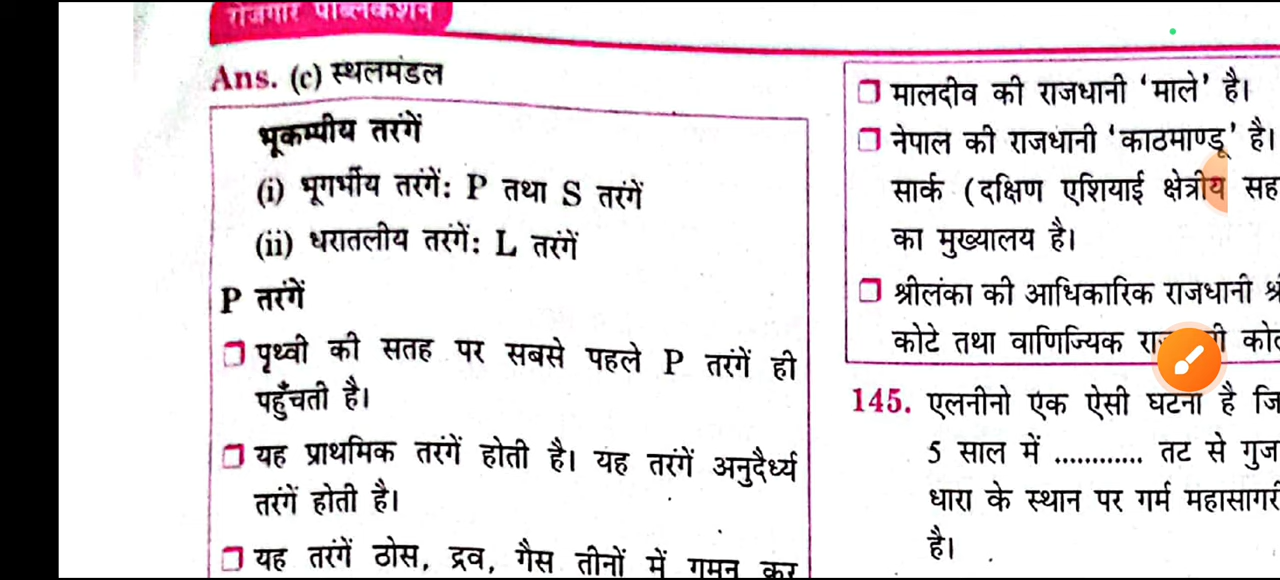 रोजगार पब्लिकेशन
Ans. (c) स्थलमंडल
भूकम्पीय तरंगें
(i) भूगर्भीय तरंगें: P तथा S तरंगें
(ii) धरातलीय तरंगें: L तरंगें
P तरंगें
पृथ्वी की सतह पर सबसे पहले P तरंगें ही
पहुँचती है।
यह प्राथमिक तरंगें होती है। यह तरंगें अनुदैर्ध्य
तरंगें होती है।
यह तरंगें ठोस, द्रव, गैस तीनों में गमन कर
मालदीव की राजधानी ‘माले’ है।
नेपाल की राजधानी ‘काठमाण्डू’ है।
सार्क (दक्षिण एशियाई क्षेत्रीय सह
का मुख्यालय है।
श्रीलंका की आधिकारिक राजधानी
कोटे तथा वाणिज्यिक
145. एलनीनो एक ऐसी घटना है
5 साल में ............ तट से
धारा के स्थान पर गर्म
है।